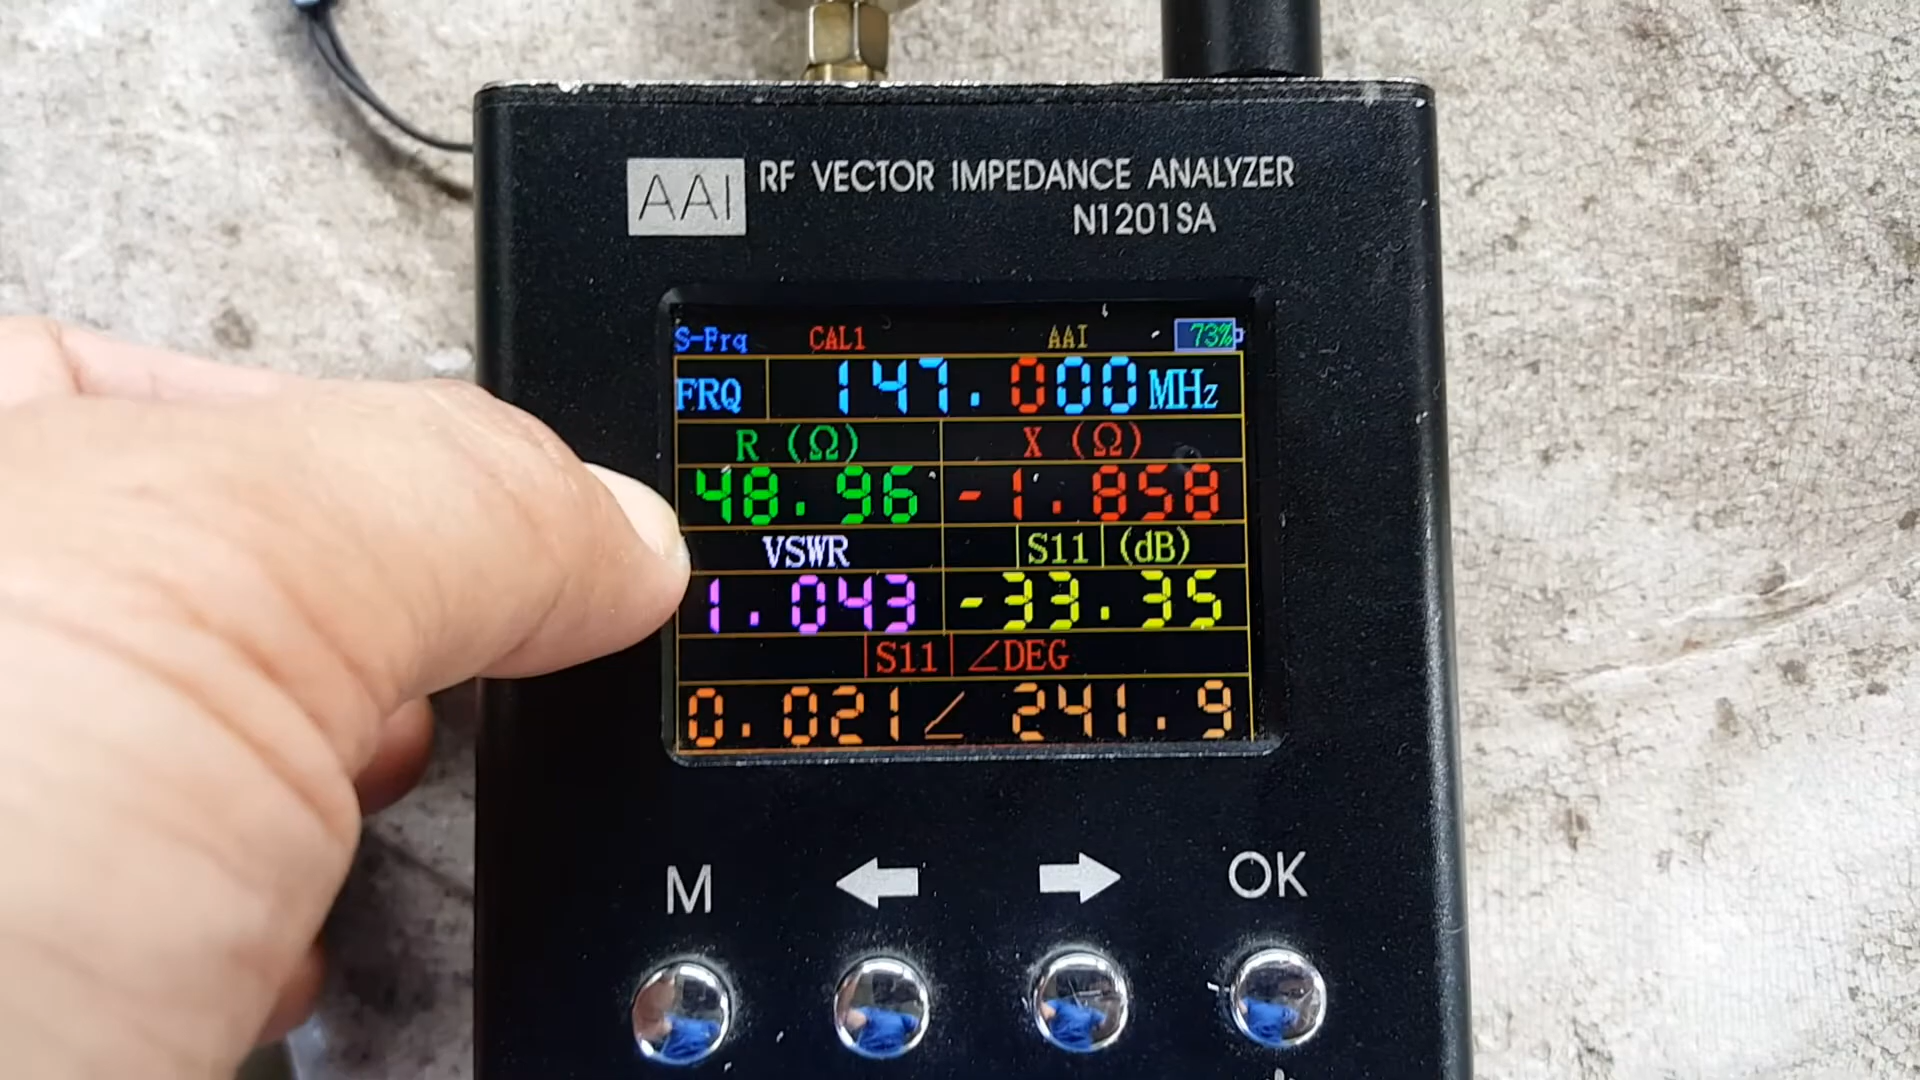 AAI RF VECTOR IMPEDANCE ANALYZER
N1201SA
S-Frq CAL1 AAI 73%
FRQ 147.000 MHz
R (Ω) X (Ω)
48.96 -1.858
VSWR |S11| (dB)
1.043 -33.35
|S11| ∠DEG
0.021∠ 241.9
M ← → OK